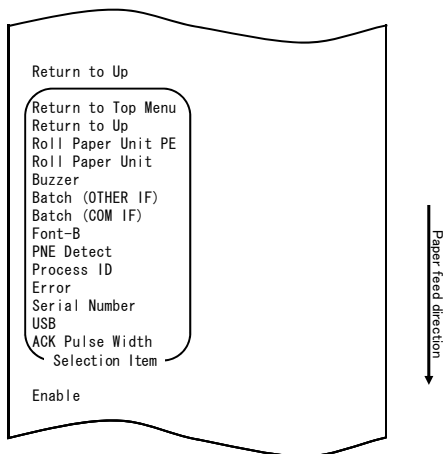 Return to Up
Return to Top Menu
Return to Up
Roll Paper Unit PE
Roll Paper Unit
Buzzer
Batch (OTHER IF)
Batch (COM IF)
Font-B
PNE Detect
Process ID
Error
Serial Number
USB
ACK Pulse Width
Selection Item
Enable
Paper feed direction